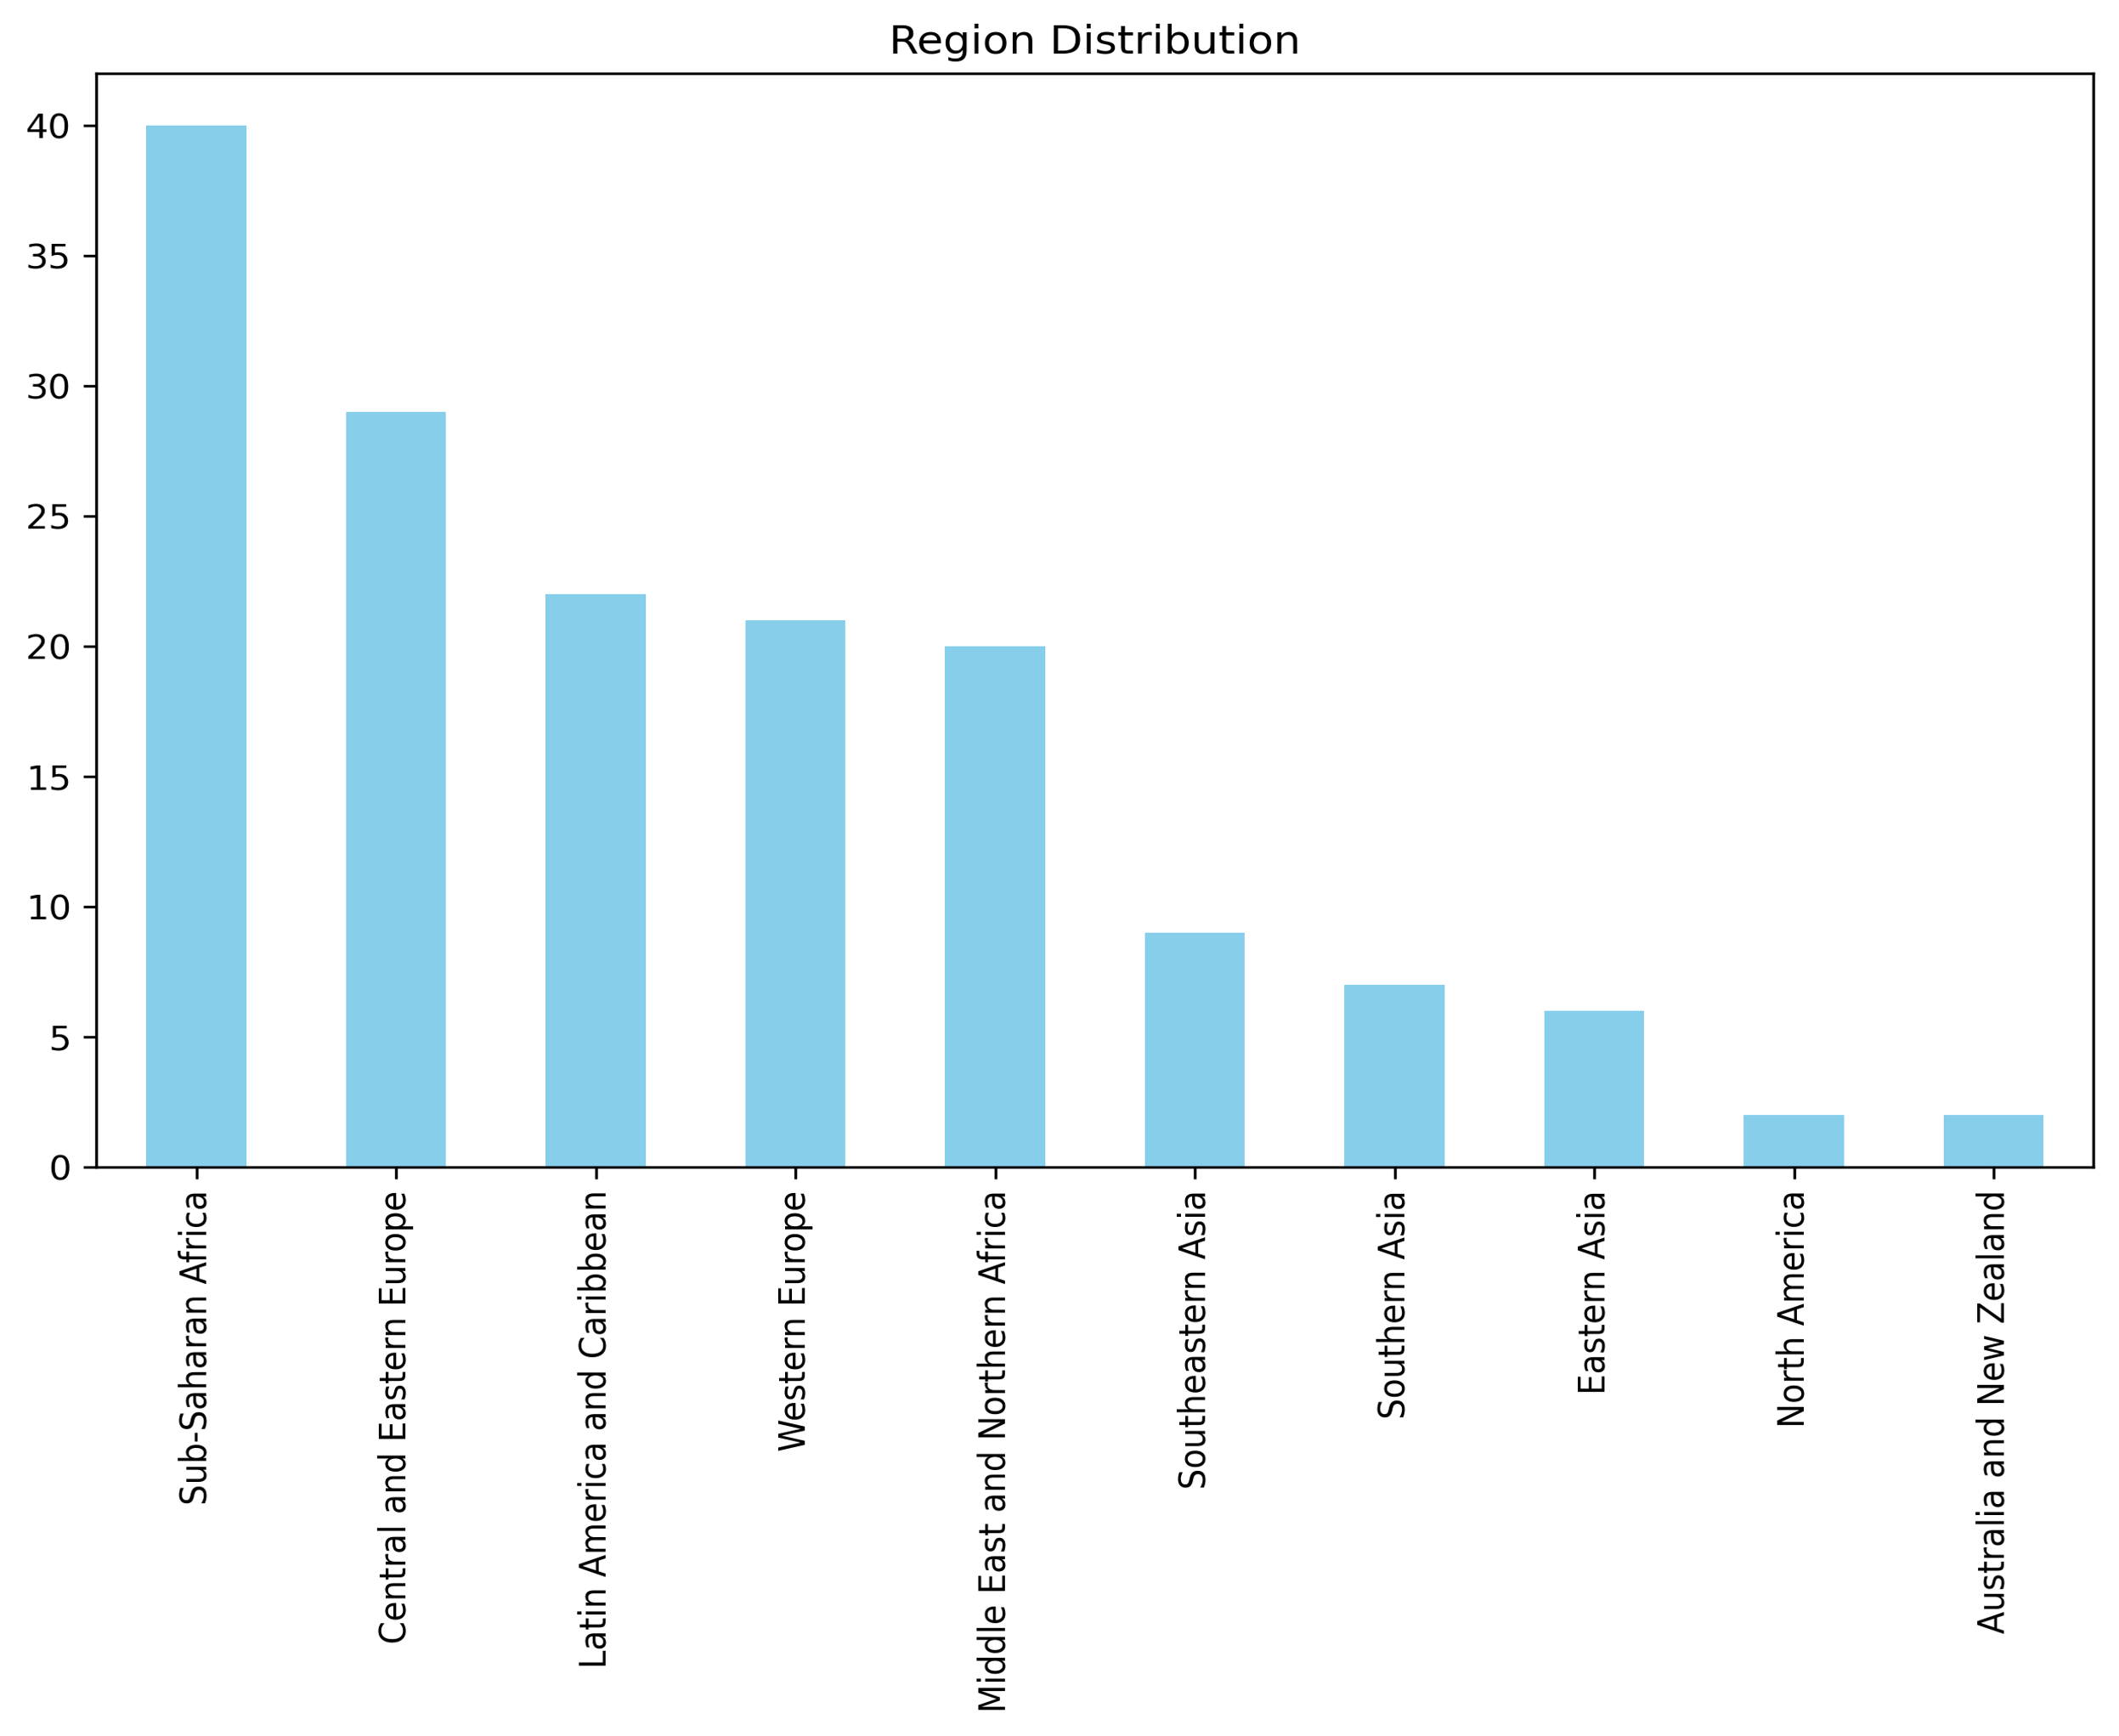 Region Distribution
40
35
30
25
20
15
10
5
0
Sub-Saharan Africa
Central and Eastern Europe
Latin America and Caribbean
Western Europe
Middle East and Northern Africa
Southeastern Asia
Southern Asia
Eastern Asia
North America
Australia and New Zealand